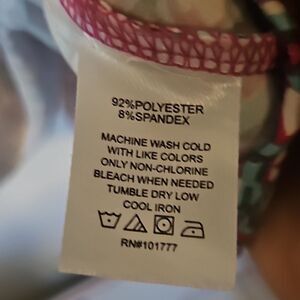 92%POLYESTER
8%SPANDEX
MACHINE WASH COLD
WITH LIKE COLORS
ONLY NON-CHLORINE
BLEACH WHEN NEEDED
TUMBLE DRY LOW
COOL IRON
RN#101777